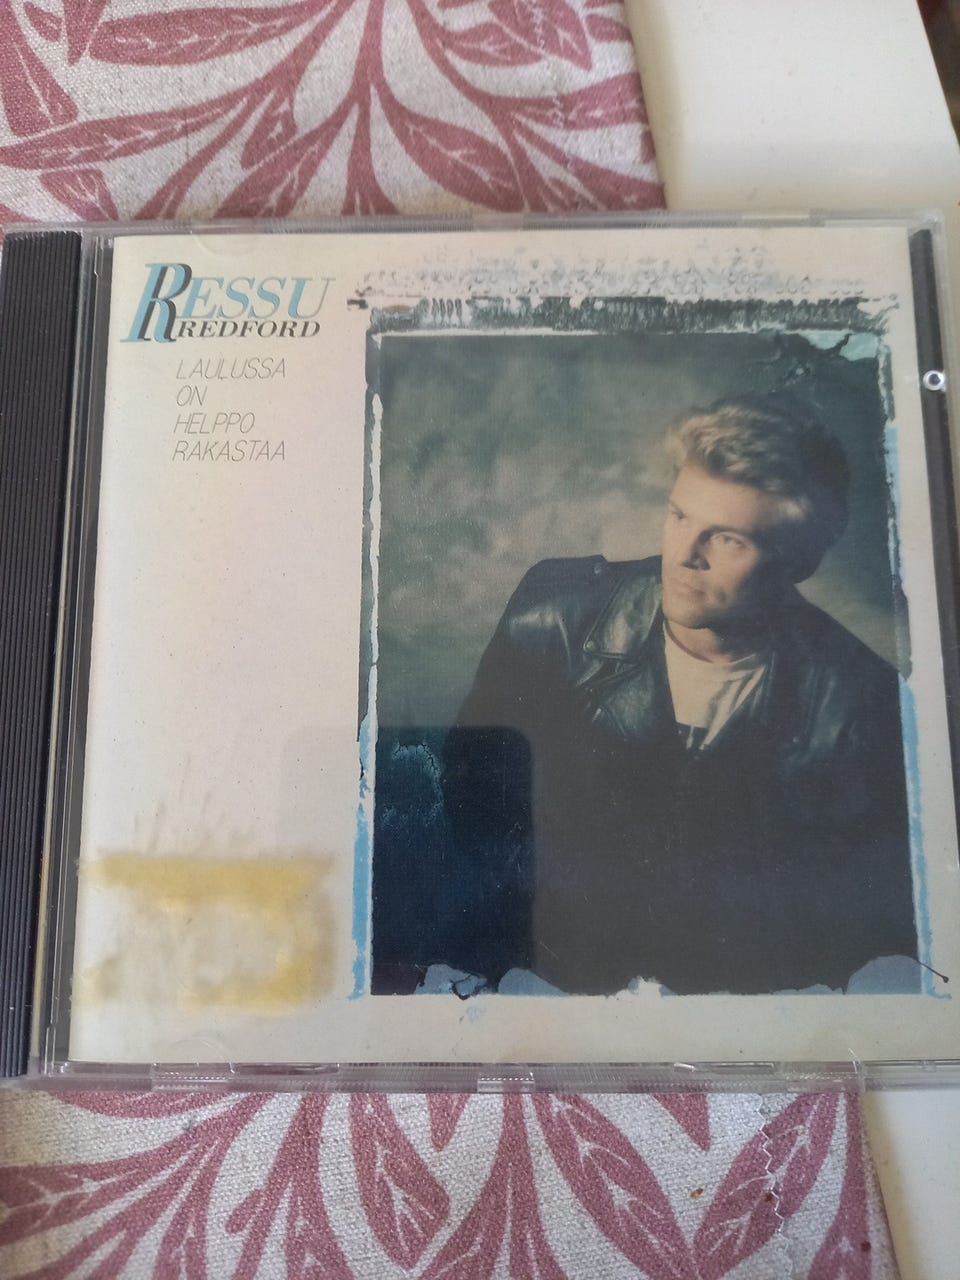 RESSU
REDFORD
LAULUSSA
ON
HELPPO
RAKASTAA